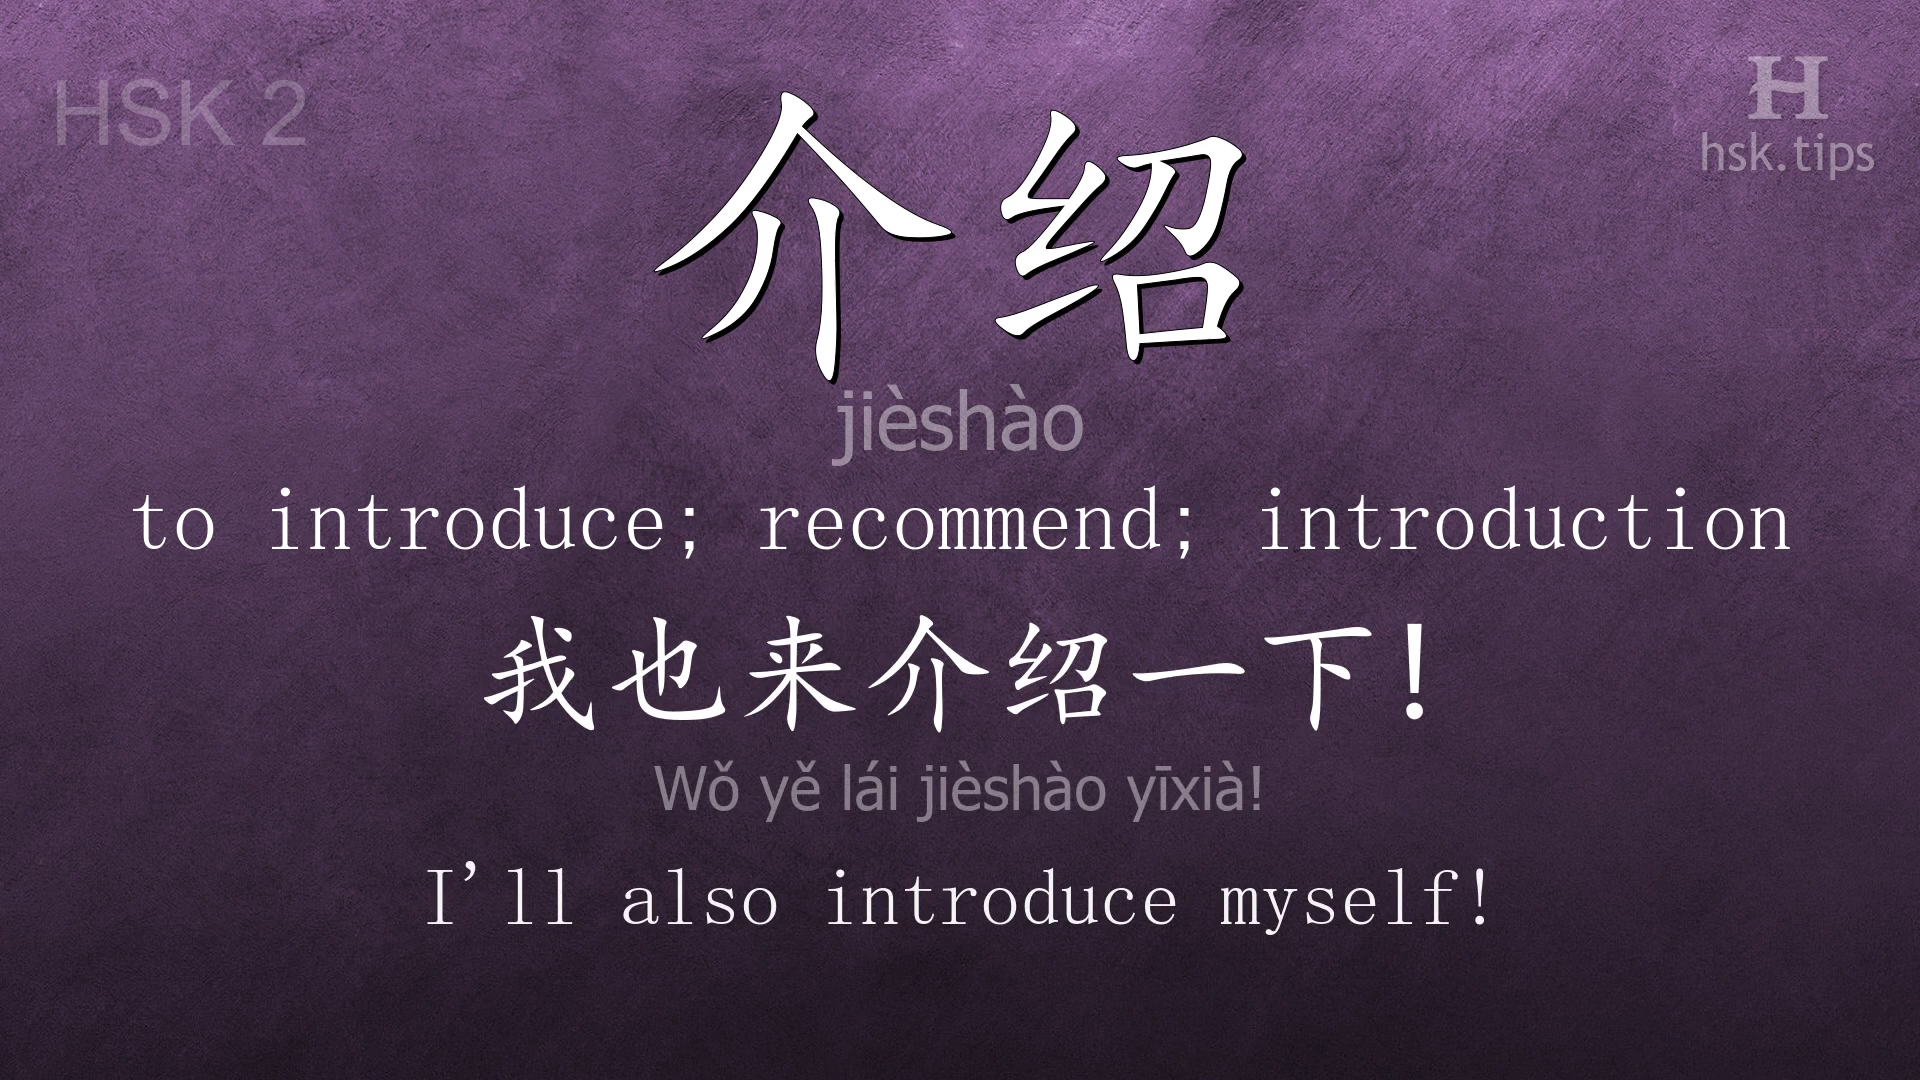 HSK 2
H
hsk.tips
介绍
jièshào
to introduce; recommend; introduction
我也来介绍一下!
Wǒ yě lái jièshào yīxià!
I'll also introduce myself!